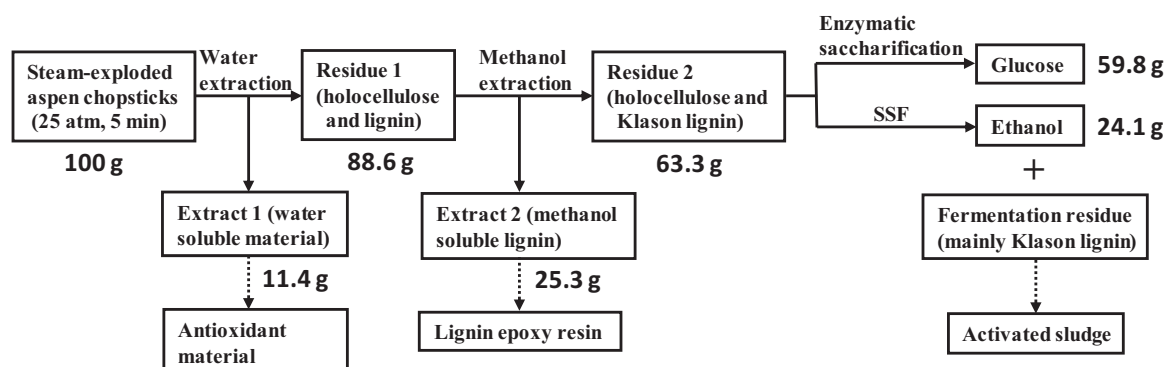 Steam-exploded
aspen chopsticks
(25 atm, 5 min)
100 g
Water
extraction
Residue 1
(holocellulose
and lignin)
88.6 g
Methanol
extraction
Residue 2
(holocellulose and
Klason lignin)
63.3 g
Enzymatic
saccharification
Glucose
59.8 g
SSF
Ethanol
24.1 g
+
Extract 1 (water
soluble material)
11.4 g
Antioxidant
material
Extract 2 (methanol
soluble lignin)
25.3 g
Lignin epoxy resin
Fermentation residue
(mainly Klason lignin)
Activated sludge